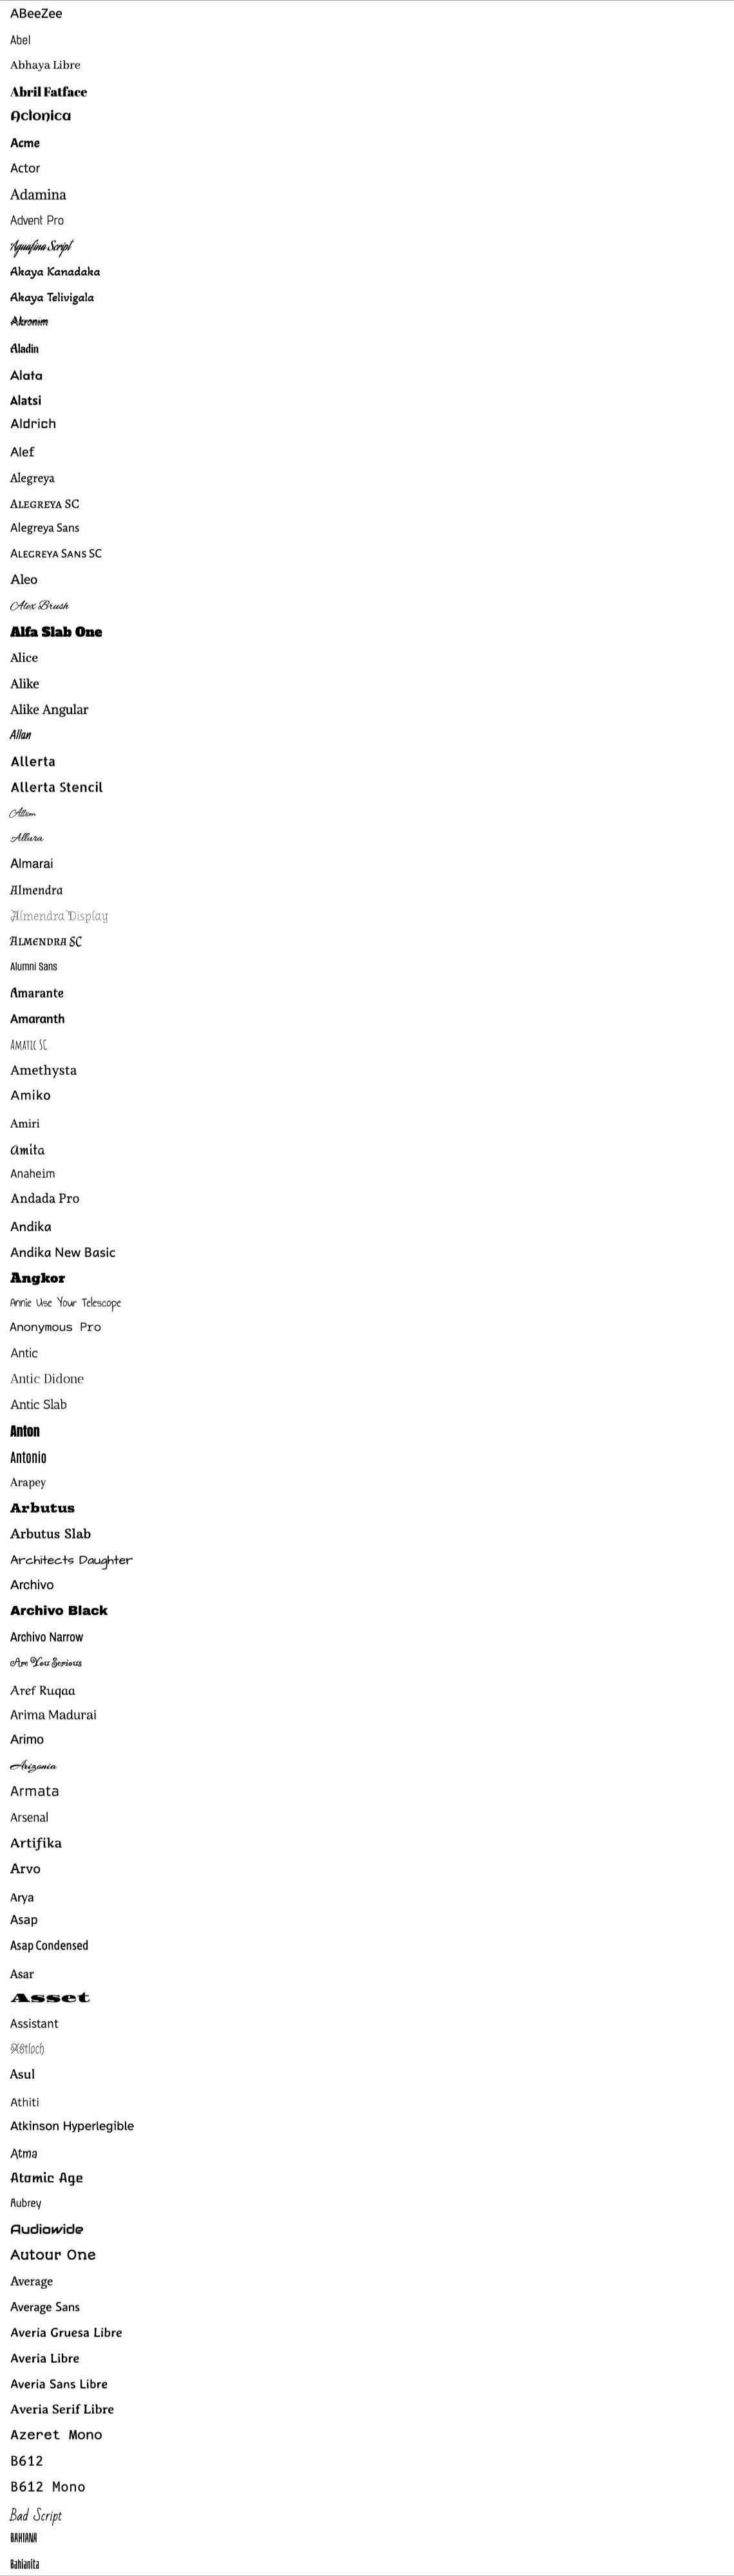 ABeeZee
Abel
Abhaya Libre
Abril Fatface
Aclonica
Acme
Actor
Adamina
Advent Pro
Aguafina Script
Akaya Kanadaka
Akaya Telivigala
Akronim
Aladin
Alata
Alatsi
Aldrich
Alef
Alegreya
Alegreya SC
Alegreya Sans
Alegreya Sans SC
Aleo
Alex Brush
Alfa Slab One
Alice
Alike
Alike Angular
Allan
Allerta
Allerta Stencil
Allison
Allura
Almarai
Almendra
Almendra Display
Almendra SC
Alumni Sans
Amarante
Amaranth
Amatic SC
Amethysta
Amiko
Amiri
Amita
Anaheim
Andada Pro
Andika
Andika New Basic
Angkor
Annie Use Your Telescope
Anonymous Pro
Antic
Antic Didone
Antic Slab
Anton
Antonio
Arapey
Arbutus
Arbutus Slab
Architects Daughter
Archivo
Archivo Black
Archivo Narrow
Are You Serious
Aref Ruqaa
Arima Madurai
Arimo
Arizonia
Armata
Arsenal
Artifika
Arvo
Arya
Asap
Asap Condensed
Asar
Asset
Assistant
Astloch
Asul
Athiti
Atkinson Hyperlegible
Atma
Atomic Age
Aubrey
Audiowide
Autour One
Average
Average Sans
Averia Gruesa Libre
Averia Libre
Averia Sans Libre
Averia Serif Libre
Azeret Mono
B612
B612 Mono
Bad Script
BAHIANA
Bahianita